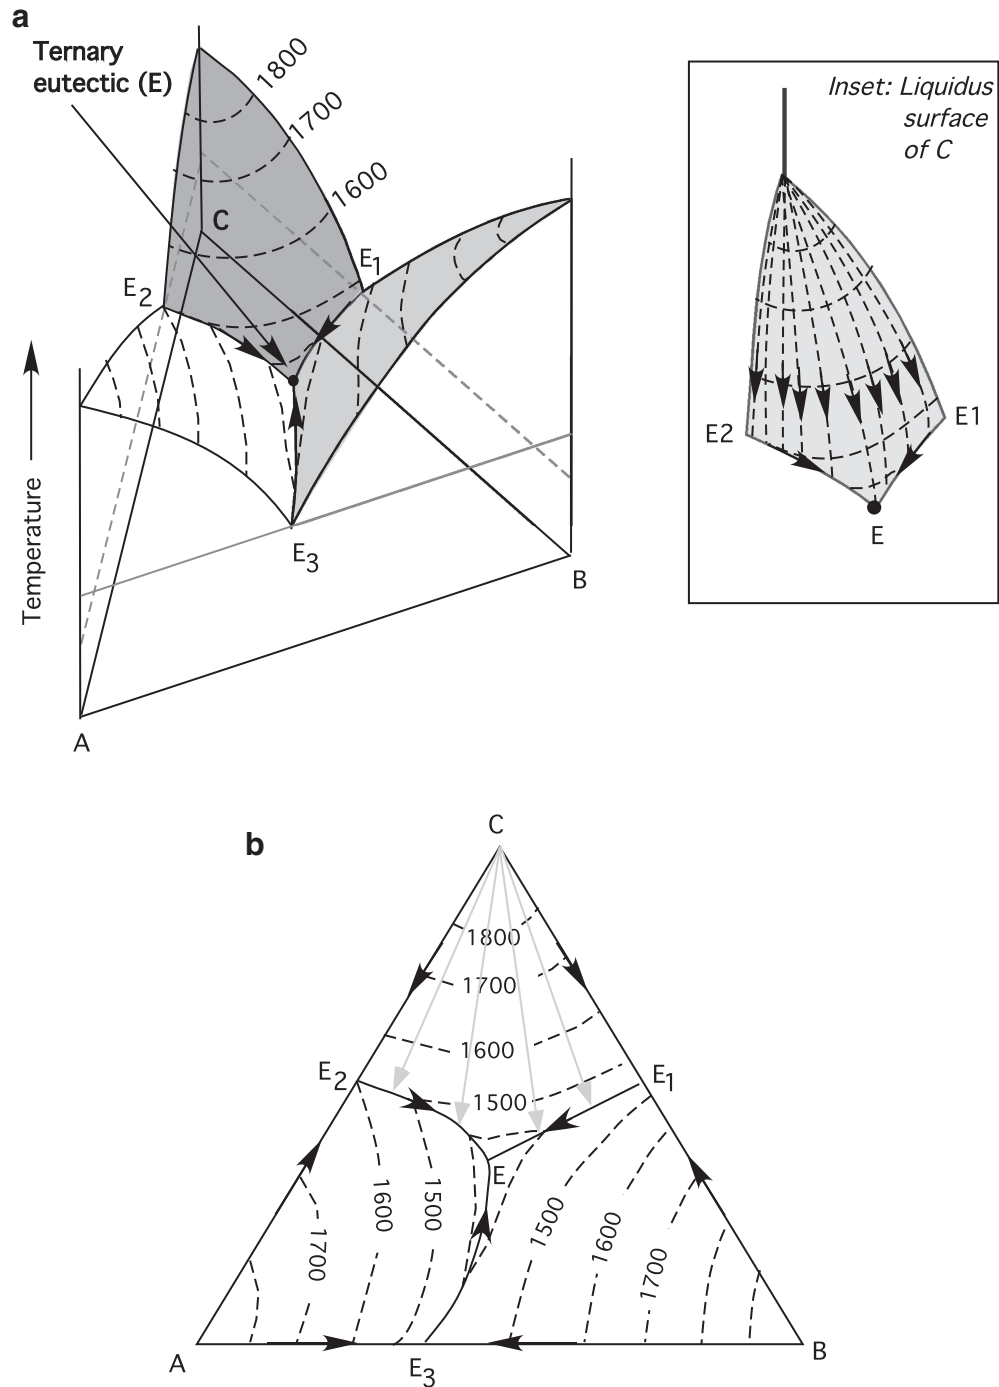 a
Ternary
eutectic (E)
1800
1700
1600
C
E1
E2
E3
Temperature
A
B
Inset: Liquidus
surface
of C
E2
E1
E
b
C
1800
1700
1600
E2
E1
1500
E
1700
1600
1500
1500
1600
1700
A
E3
B